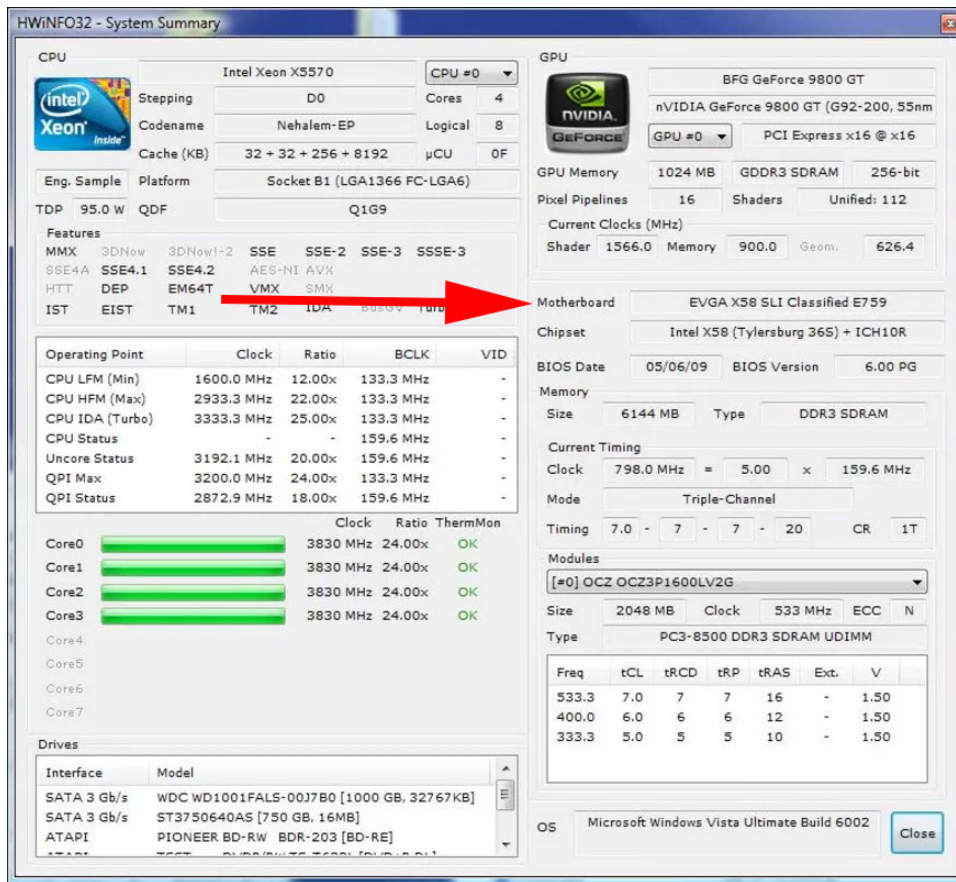 HWiNFO32 - System Summary
CPU
Intel Xeon X5570
CPU #0
(intel)
Xeon
inside
Stepping D0 Cores 4
Codename Nehalem-EP Logical 8
Cache (KB) 32 + 32 + 256 + 8192 µCU 0F
Eng. Sample Platform Socket B1 (LGA1366 FC-LGA6)
TDP 95.0 W QDF Q1G9
Features
MMX 3DNow 3DNow!-2 SSE SSE-2 SSE-3 SSSE-3
SSE4A SSE4.1 SSE4.2 AES-NI AVX
HTT DEP EM64T VMX SMX
IST EIST TM1 TM2 IDA
Operating Point Clock Ratio BCLK VID
CPU LFM (Min) 1600.0 MHz 12.00x 133.3 MHz -
CPU HFM (Max) 2933.3 MHz 22.00x 133.3 MHz -
CPU IDA (Turbo) 3333.3 MHz 25.00x 133.3 MHz -
CPU Status - - 159.6 MHz -
Uncore Status 3192.1 MHz 20.00x 159.6 MHz -
QPI Max 3200.0 MHz 24.00x 133.3 MHz -
QPI Status 2872.9 MHz 18.00x 159.6 MHz -
Clock Ratio ThermMon
Core0 3830 MHz 24.00x OK
Core1 3830 MHz 24.00x OK
Core2 3830 MHz 24.00x OK
Core3 3830 MHz 24.00x OK
Core4
Core5
Core6
Core7
Drives
Interface Model
SATA 3 Gb/s WDC WD1001FALS-00J7B0 [1000 GB, 32767KB]
SATA 3 Gb/s ST3750640AS [750 GB, 16MB]
ATAPI PIONEER BD-RW BDR-203 [BD-RE]
GPU
NVIDIA
GEFORCE
BFG GeForce 9800 GT
nVIDIA GeForce 9800 GT (G92-200, 55nm
GPU #0 PCI Express x16 @ x16
GPU Memory 1024 MB GDDR3 SDRAM 256-bit
Pixel Pipelines 16 Shaders Unified: 112
Current Clocks (MHz)
Shader 1566.0 Memory 900.0 Geom. 626.4
Motherboard EVGA X58 SLI Classified E759
Chipset Intel X58 (Tylersburg 36S) + ICH10R
BIOS Date 05/06/09 BIOS Version 6.00 PG
Memory
Size 6144 MB Type DDR3 SDRAM
Current Timing
Clock 798.0 MHz = 5.00 x 159.6 MHz
Mode Triple-Channel
Timing 7.0 - 7 - 7 - 20 CR 1T
Modules
[#0] OCZ OCZ3P1600LV2G
Size 2048 MB Clock 533 MHz ECC N
Type PC3-8500 DDR3 SDRAM UDIMM
Freq tCL tRCD tRP tRAS Ext. V
533.3 7.0 7 7 16 - 1.50
400.0 6.0 6 6 12 - 1.50
333.3 5.0 5 5 10 - 1.50
OS Microsoft Windows Vista Ultimate Build 6002
Close